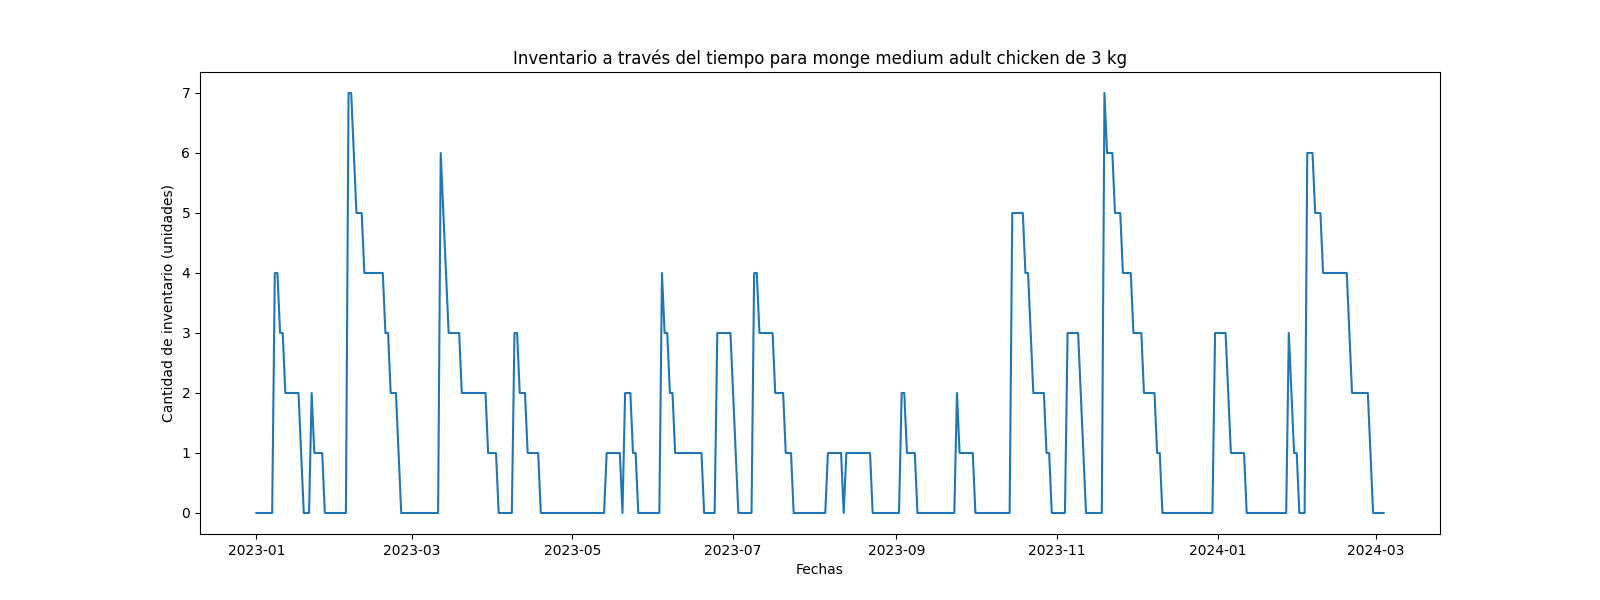 Inventario a través del tiempo para monge medium adult chicken de 3 kg
Cantidad de inventario (unidades)
7
6
5
4
3
2
1
0
2023-01 2023-03 2023-05 2023-07 2023-09 2023-11 2024-01 2024-03
Fechas